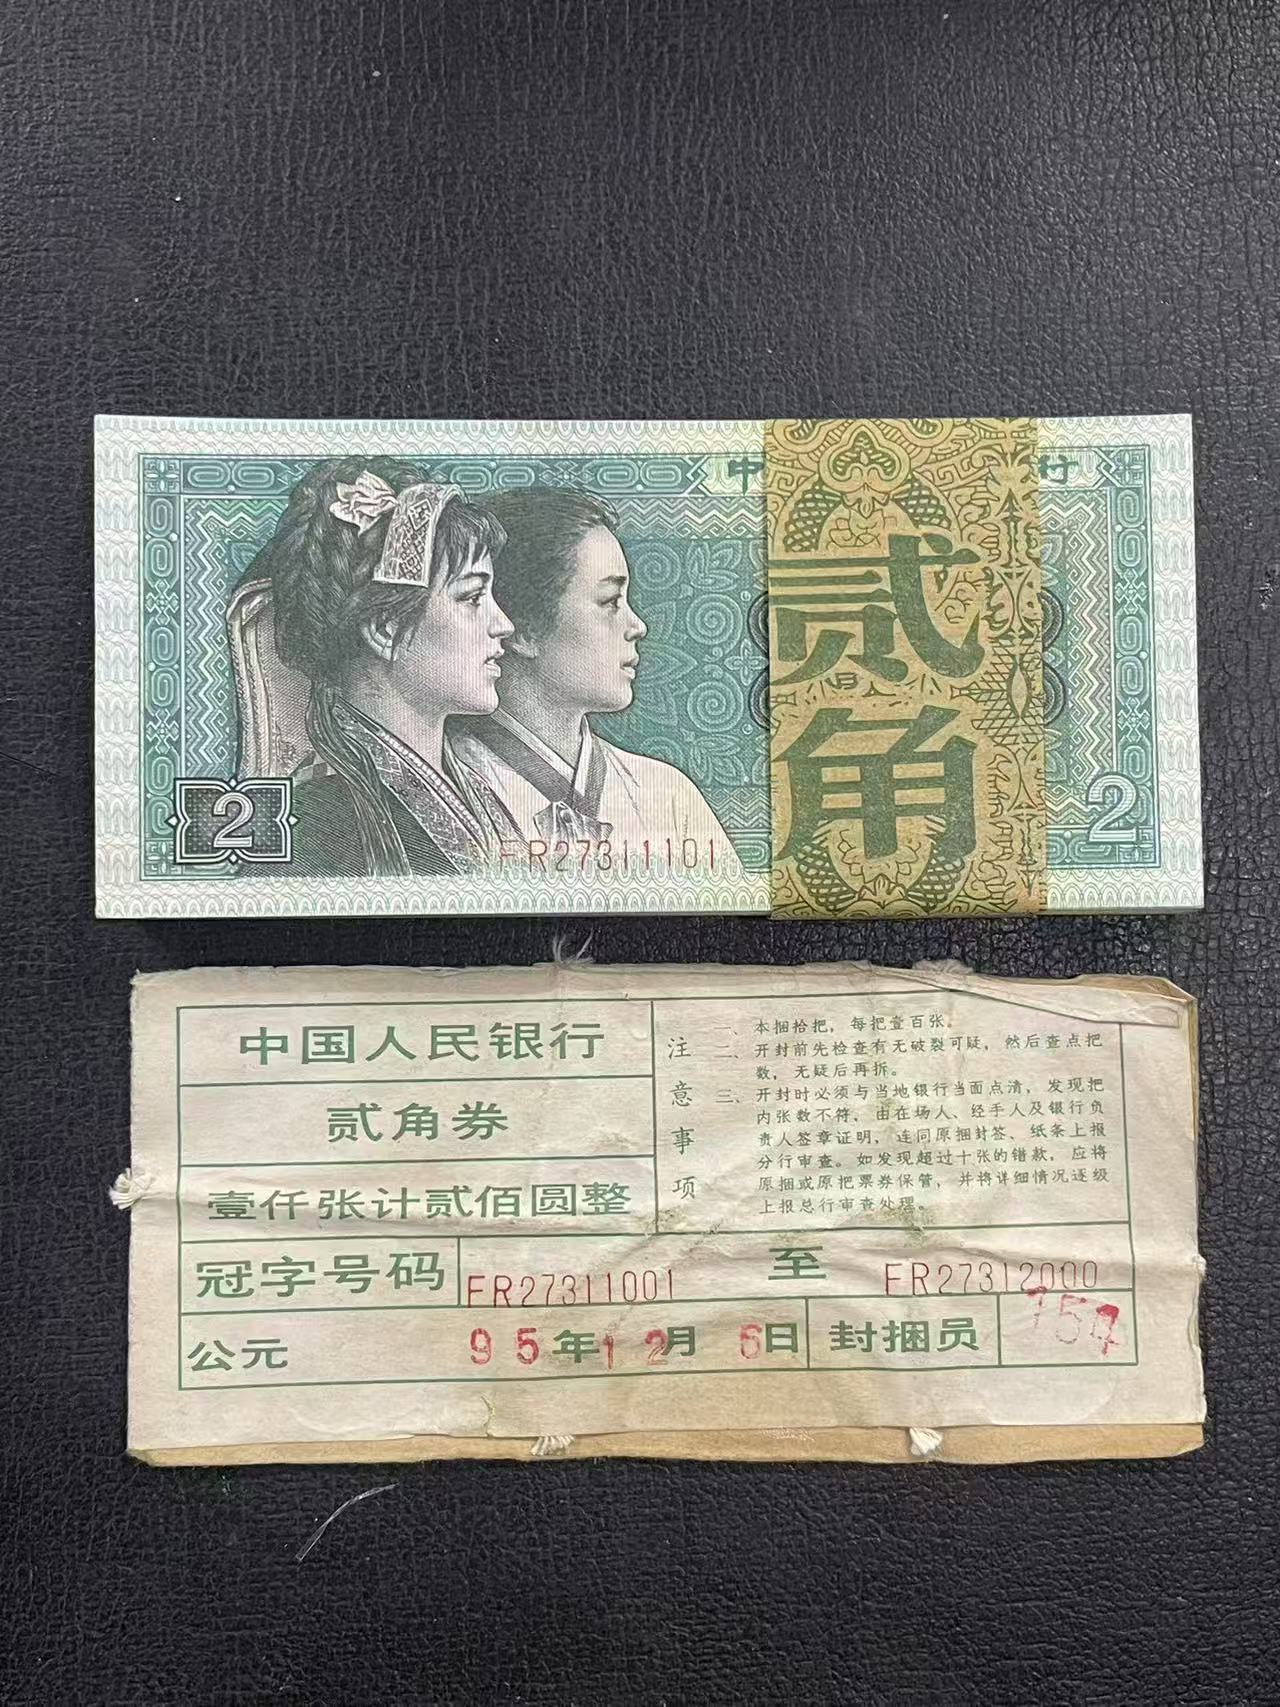 中
行
贰
角
2
2
FR27311101
中国人民银行
贰角券
壹仟张计贰佰圆整
注意事项
一、本捆拾把，每把壹百张。
二、开封前先检查有无破裂可疑，然后查点把
数，无疑后再拆。
三、开封时必须与当地银行当面点清，发现把
内张数不符，由在场人、经手人及银行负
责人签章证明，连同原捆封签、纸条上报
分行审查。如发现超过十张的错款，应将
原捆或原把票券保管，并将详细情况逐级
上报总行审查处理。
冠字号码 FR27311001 至 FR27312000
公元 95年12月 6日 封捆员 754